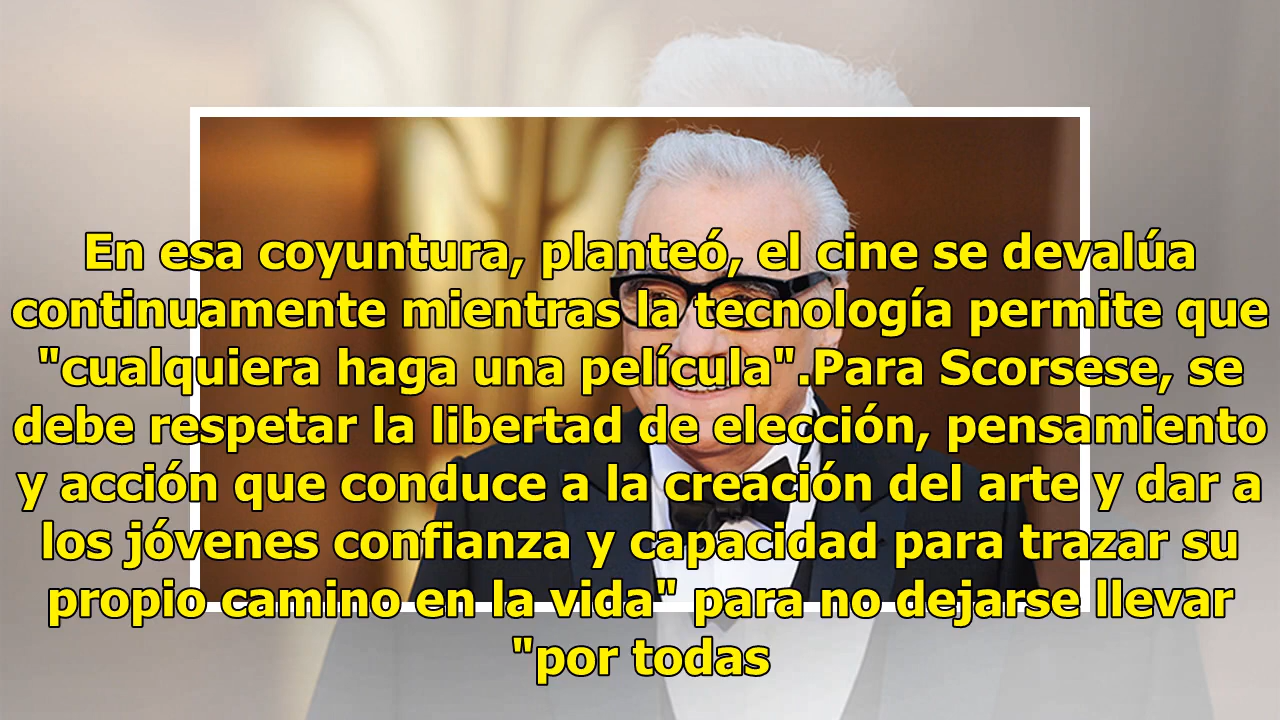 En esa coyuntura, planteó, el cine se devalúa
continuamente mientras la tecnología permite que
"cualquiera haga una película".Para Scorsese, se
debe respetar la libertad de elección, pensamiento
y acción que conduce a la creación del arte y dar a
los jóvenes confianza y capacidad para trazar su
propio camino en la vida" para no dejarse llevar
"por todas